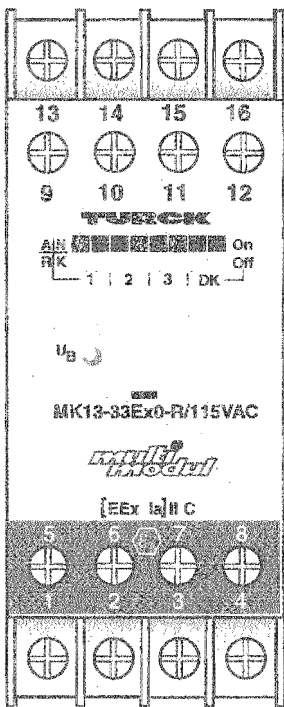 13 14 15 16
9 10 11 12
TURCK
A N On
R K Off
1 2 3 DK
UB
MK13-33Ex0-R/115VAC
multi
modul
[EEx ia] II C
5 6 7 8
1 2 3 4